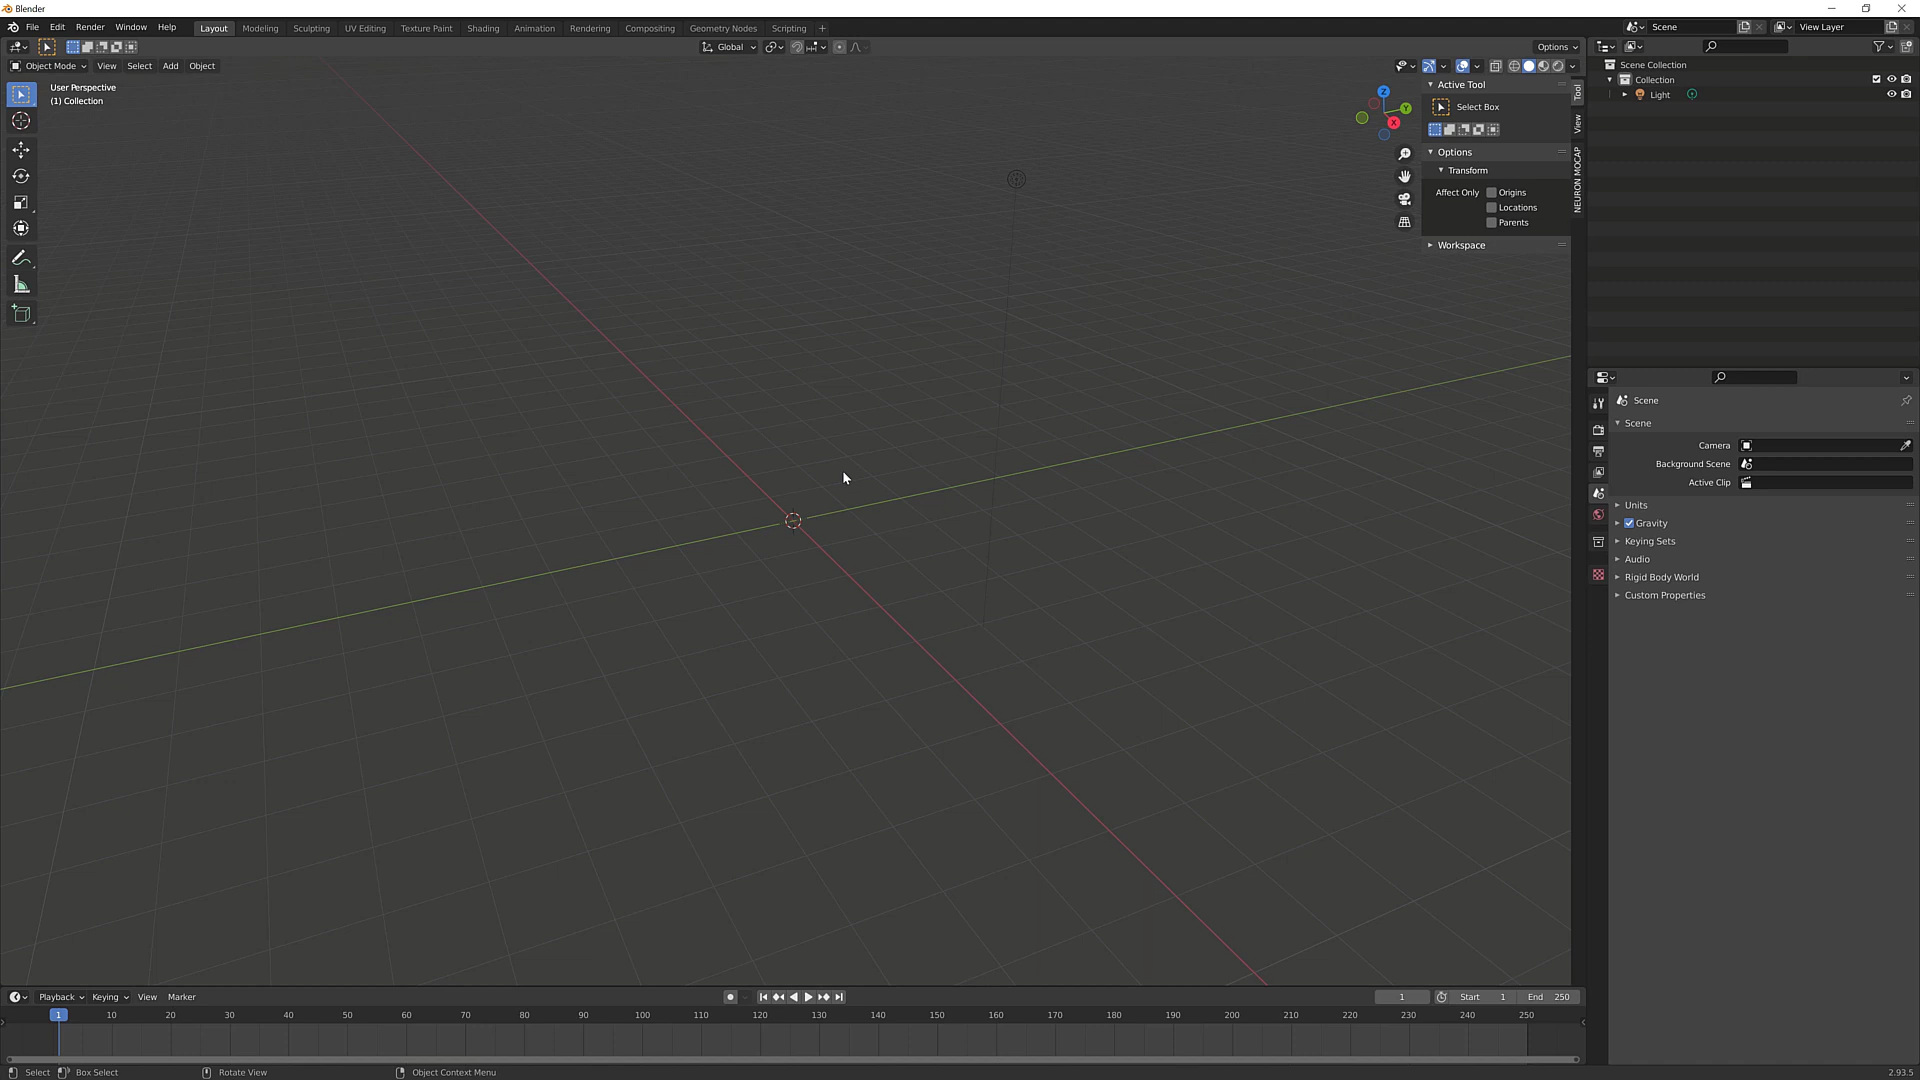 Blender
File Edit Render Window Help Layout Modeling Sculpting UV Editing Texture Paint Shading Animation Rendering Compositing Geometry Nodes Scripting + Scene View Layer
Global Options
Object Mode View Select Add Object
User Perspective
(1) Collection
Z
Y
X
Active Tool
Select Box
Options
Transform
Affect Only Origins
Locations
Parents
Workspace
Tool
View
NEURON MOCAP
Scene Collection
Collection
Light
Scene
Scene
Camera
Background Scene
Active Clip
Units
Gravity
Keying Sets
Audio
Rigid Body World
Custom Properties
Playback Keying View Marker 1 Start 1 End 250
1 10 20 30 40 50 60 70 80 90 100 110 120 130 140 150 160 170 180 190 200 210 220 230 240 250
Select Box Select Rotate View Object Context Menu 2.93.5